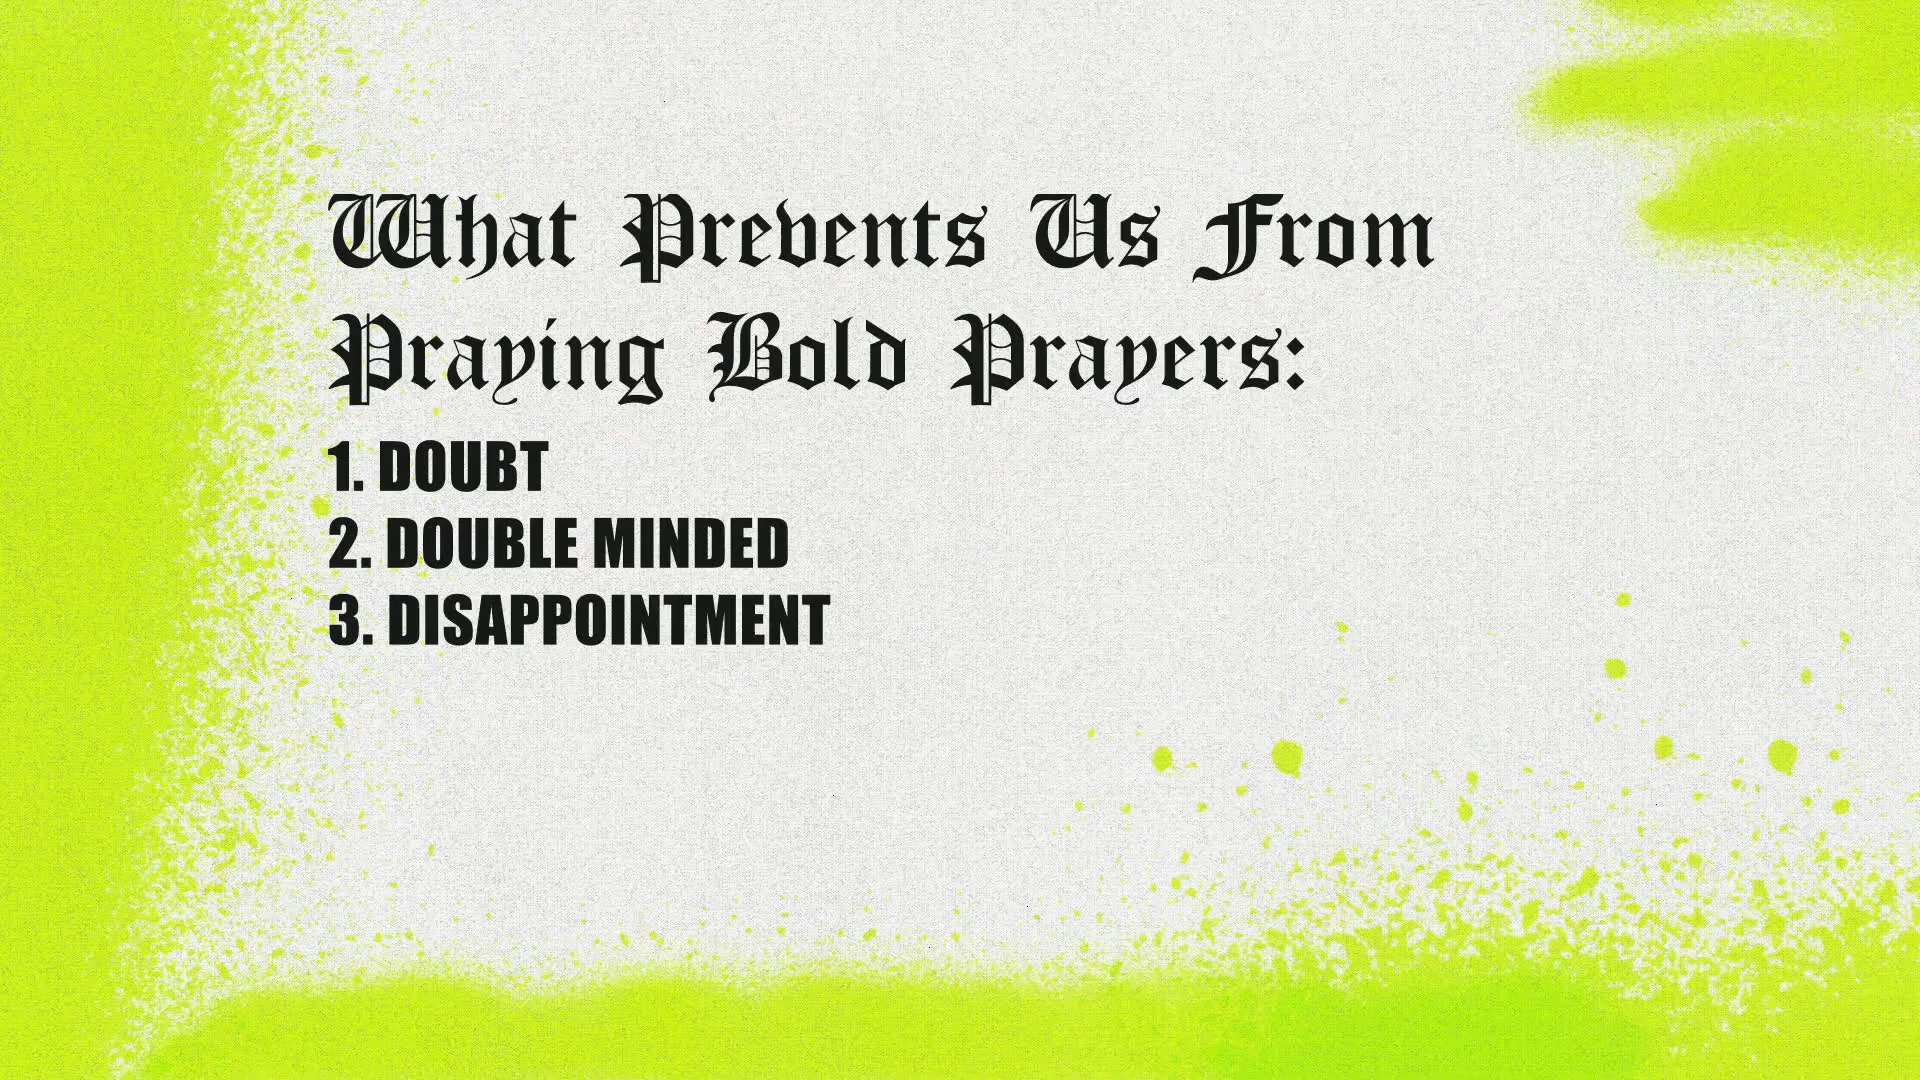 What Prevents Us From
Praying Bold Prayers:
1. DOUBT
2. DOUBLE MINDED
3. DISAPPOINTMENT